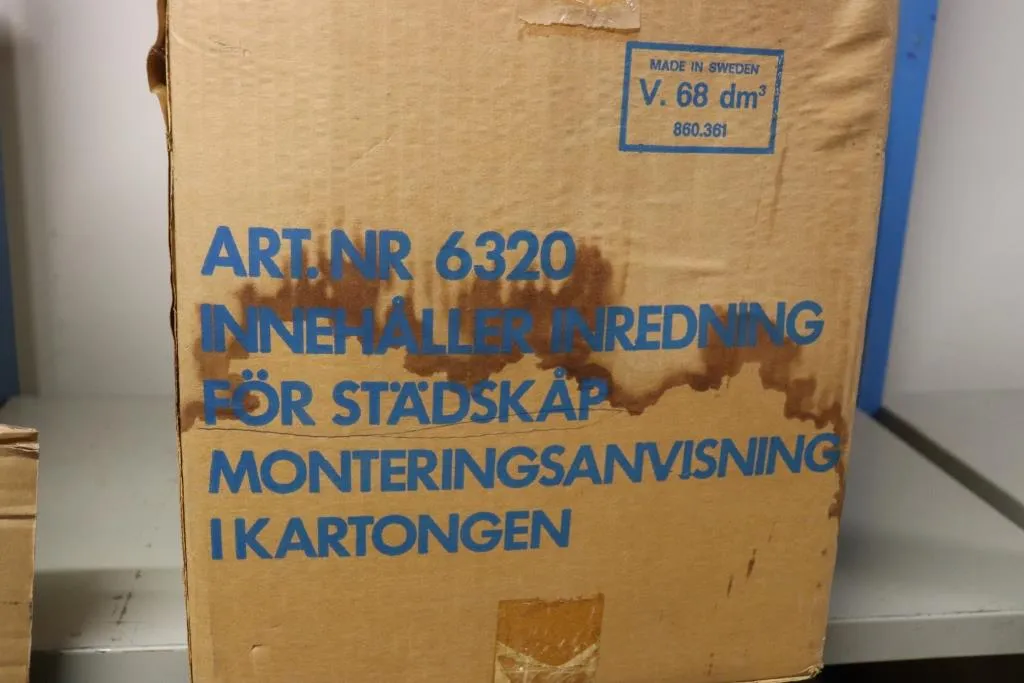 MADE IN SWEDEN
V. 68 dm³
860.361
ART. NR 6320
INNEHÅLLER INREDNING
FÖR STÄDSKÅP
MONTERINGSANVISNING
I KARTONGEN